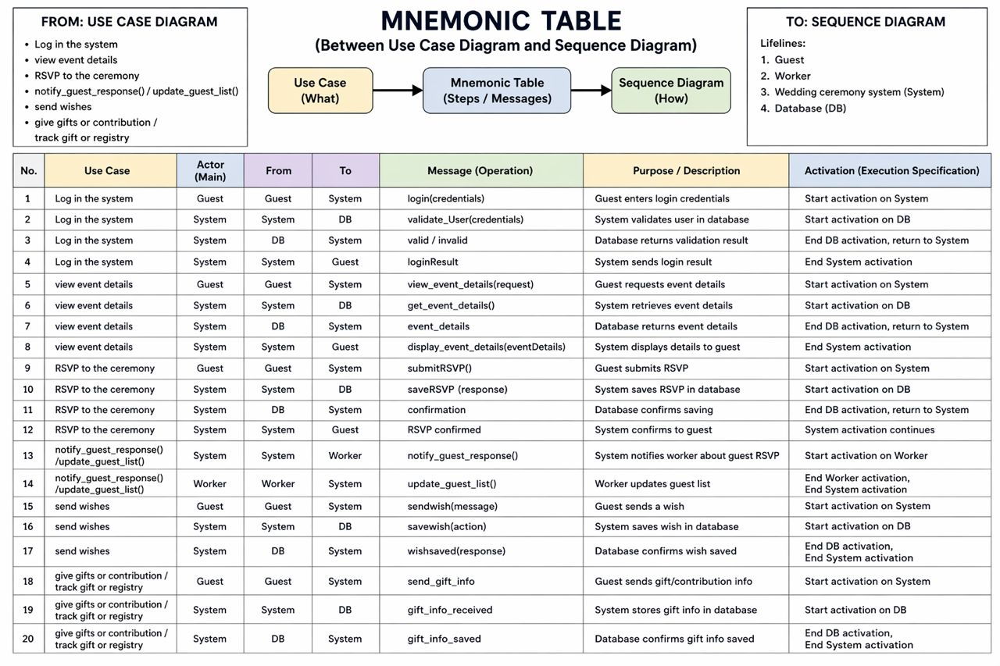 FROM: USE CASE DIAGRAM
• Log in the system
• view event details
• RSVP to the ceremony
• notify_guest_response() / update_guest_list()
• send wishes
• give gifts or contribution /
track gift or registry
MNEMONIC TABLE
(Between Use Case Diagram and Sequence Diagram)
Use Case
(What)
Mnemonic Table
(Steps / Messages)
Sequence Diagram
(How)
TO: SEQUENCE DIAGRAM
Lifelines:
1. Guest
2. Worker
3. Wedding ceremony system (System)
4. Database (DB)
No. Use Case Actor (Main) From To Message (Operation) Purpose / Description Activation (Execution Specification)
1 Log in the system Guest Guest System login(credentials) Guest enters login credentials Start activation on System
2 Log in the system System System DB validate_User(credentials) System validates user in database Start activation on DB
3 Log in the system System DB System valid / invalid Database returns validation result End DB activation, return to System
4 Log in the system System System Guest loginResult System sends login result End System activation
5 view event details Guest Guest System view_event_details(request) Guest requests event details Start activation on System
6 view event details System System DB get_event_details() System retrieves event details Start activation on DB
7 view event details System DB System event_details Database returns event details End DB activation, return to System
8 view event details System System Guest display_event_details(eventDetails) System displays details to guest End System activation
9 RSVP to the ceremony Guest Guest System submitRSVP() Guest submits RSVP Start activation on System
10 RSVP to the ceremony System System DB saveRSVP (response) System saves RSVP in database Start activation on DB
11 RSVP to the ceremony System DB System confirmation Database confirms saving End DB activation, return to System
12 RSVP to the ceremony System System Guest RSVP confirmed System confirms to guest System activation continues
13 notify_guest_response() /update_guest_list() System System Worker notify_guest_response() System notifies worker about guest RSVP Start activation on Worker
14 notify_guest_response() /update_guest_list() Worker Worker System update_guest_list() Worker updates guest list End Worker activation, End System activation
15 send wishes Guest Guest System sendwish(message) Guest sends a wish Start activation on System
16 send wishes System System DB savewish(action) System saves wish in database Start activation on DB
17 send wishes System DB System wishsaved(response) Database confirms wish saved End DB activation, End System activation
18 give gifts or contribution / track gift or registry Guest Guest System send_gift_info Guest sends gift/contribution info Start activation on System
19 give gifts or contribution / track gift or registry System System DB gift_info_received System stores gift info in database Start activation on DB
20 give gifts or contribution / track gift or registry System DB System gift_info_saved Database confirms gift info saved End DB activation, End System activation